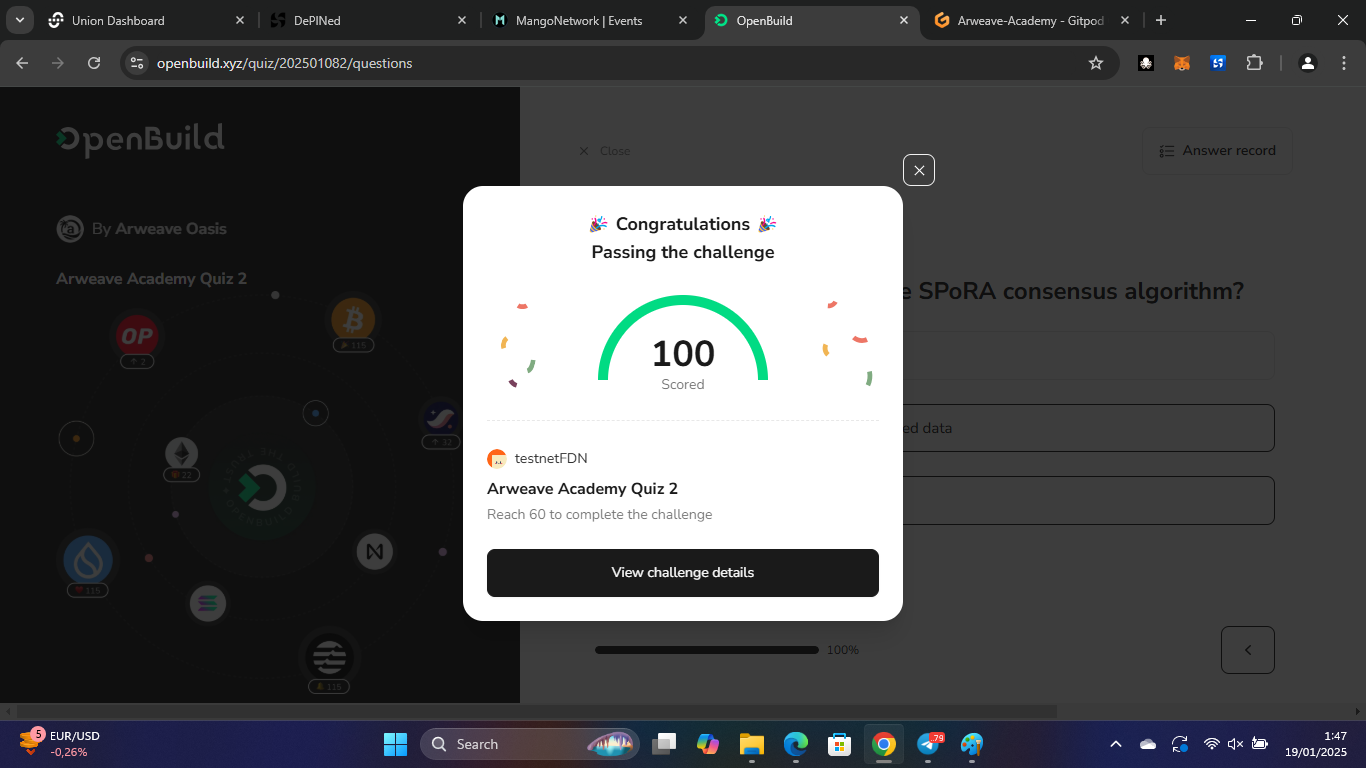 Union Dashboard
DePINed
MangoNetwork | Events
OpenBuild
Arweave-Academy - Gitpod
openbuild.xyz/quiz/202501082/questions
OpenBuild
Close
Answer record
By Arweave Oasis
Arweave Academy Quiz 2
🎉 Congratulations 🎉
Passing the challenge
e SPoRA consensus algorithm?
OP
2
115
100
Scored
ed data
32
22
testnetFDN
Arweave Academy Quiz 2
Reach 60 to complete the challenge
View challenge details
115
100%
115
5
EUR/USD
-0,26%
Search
79
1:47
19/01/2025